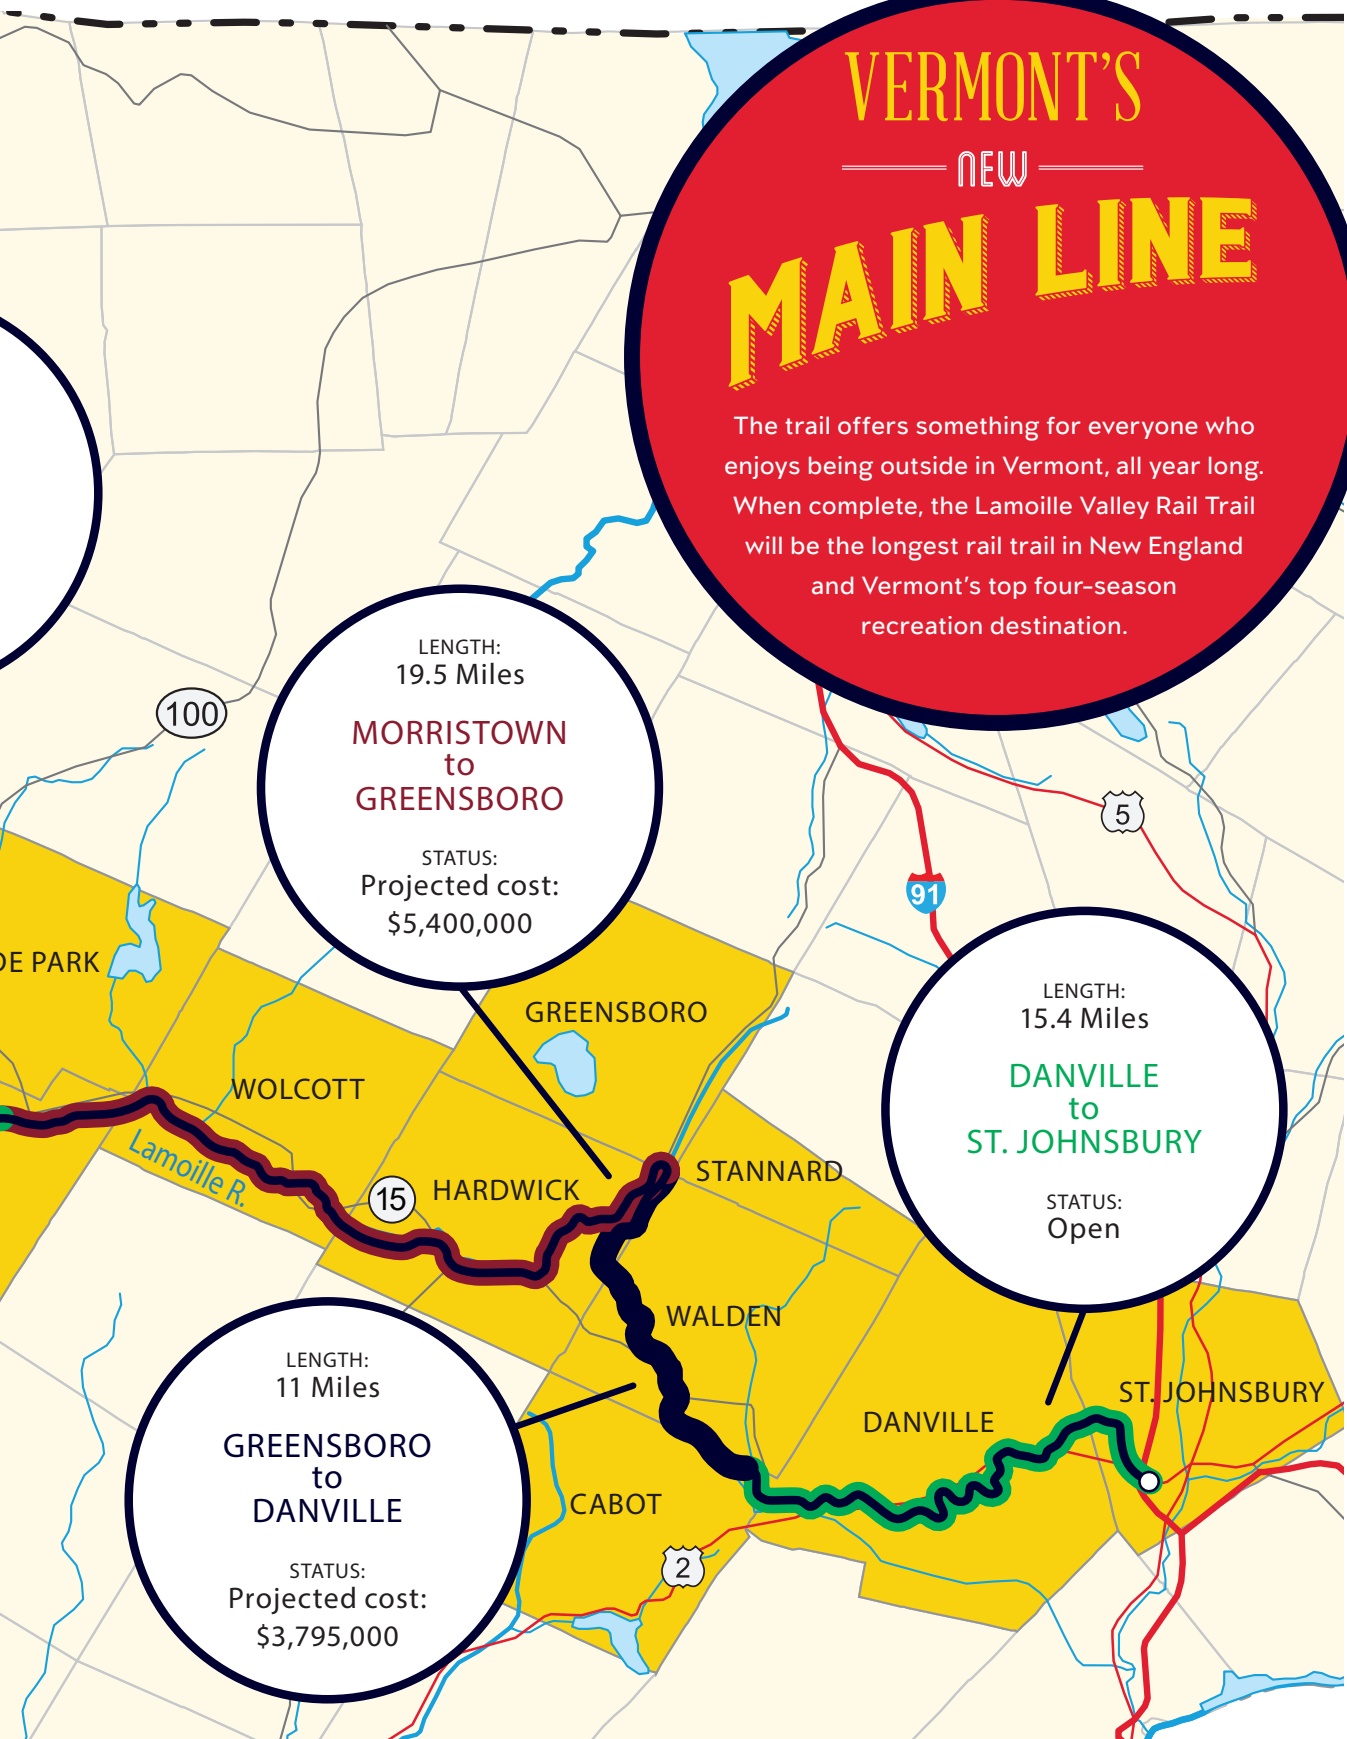 VERMONT'S
NEW
MAIN LINE
The trail offers something for everyone who
enjoys being outside in Vermont, all year long.
When complete, the Lamoille Valley Rail Trail
will be the longest rail trail in New England
and Vermont's top four-season
recreation destination.
LENGTH:
19.5 Miles
MORRISTOWN
to
GREENSBORO
STATUS:
Projected cost:
$5,400,000
100
5
91
DE PARK
GREENSBORO
WOLCOTT
Lamoille R.
15
HARDWICK
STANNARD
LENGTH:
15.4 Miles
DANVILLE
to
ST. JOHNSBURY
STATUS:
Open
WALDEN
ST. JOHNSBURY
DANVILLE
CABOT
2
LENGTH:
11 Miles
GREENSBORO
to
DANVILLE
STATUS:
Projected cost:
$3,795,000